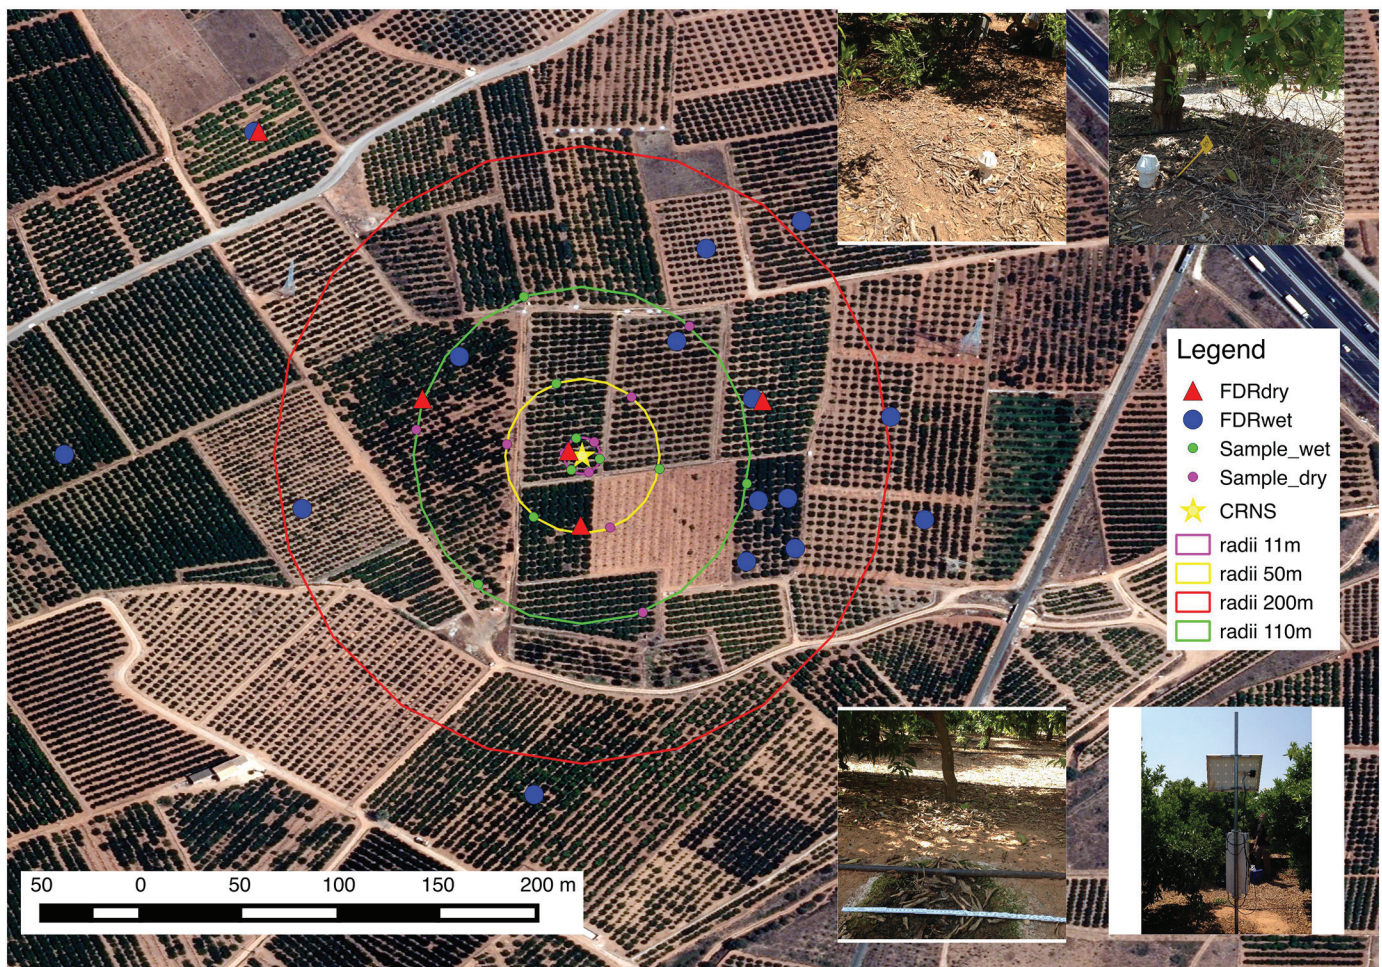 Legend
FDRdry
FDRwet
Sample_wet
Sample_dry
CRNS
radii 11m
radii 50m
radii 200m
radii 110m
50 0 50 100 150 200 m